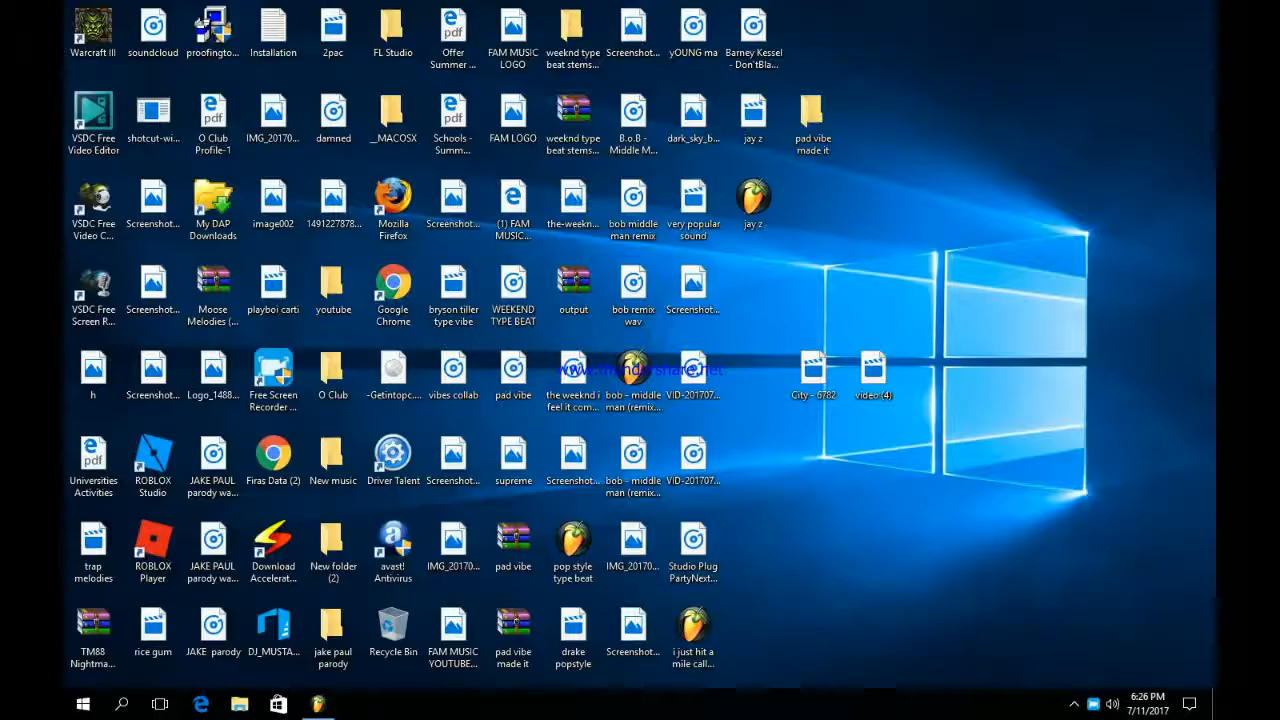 Warcraft III
soundcloud
proofingto...
Installation
2pac
FL Studio
Offer
Summer ...
FAM MUSIC
LOGO
weeknd type
beat stems...
Screenshot...
yOUNG ma
Barney Kessel
- Don'tBla...
VSDC Free
Video Editor
shotcut-wi...
O Club
Profile-1
IMG_20170...
damned
__MACOSX
Schools -
Summ...
FAM LOGO
weeknd type
beat stems...
B.o.B -
Middle M...
dark_sky_b...
jay z
pad vibe
made it
VSDC Free
Video C...
Screenshot...
My DAP
Downloads
image002
1491227878...
Mozilla
Firefox
Screenshot...
(1) FAM
MUSIC...
the-weekn...
bob middle
man remix
very popular
sound
jay z
VSDC Free
Screen R...
Screenshot...
Moose
Melodies (...
playboi carti
youtube
Google
Chrome
bryson tiller
type vibe
WEEKEND
TYPE BEAT
output
bob remix
wav
Screenshot...
www.thundershare.net
h
Screenshot...
Logo_1488...
Free Screen
Recorder ...
O Club
-Getintopc....
vibes collab
pad vibe
the weeknd i
feel it com...
bob - middle
man (remix...
VID-201707...
City - 6782
video (4)
Universities
Activities
ROBLOX
Studio
JAKE PAUL
parody wa...
Firas Data (2)
New music
Driver Talent
Screenshot...
supreme
Screenshot...
bob - middle
man (remix...
VID-201707...
trap
melodies
ROBLOX
Player
JAKE PAUL
parody wa...
Download
Accelerat...
New folder
(2)
avast!
Antivirus
IMG_20170...
pad vibe
pop style
type beat
IMG_20170...
Studio Plug
PartyNext...
TM88
Nightma...
rice gum
JAKE parody
DJ_MUSTA...
jake paul
parody
Recycle Bin
FAM MUSIC
YOUTUBE...
pad vibe
made it
drake
popstyle
Screenshot...
i just hit a
mile call...
6:26 PM
7/11/2017